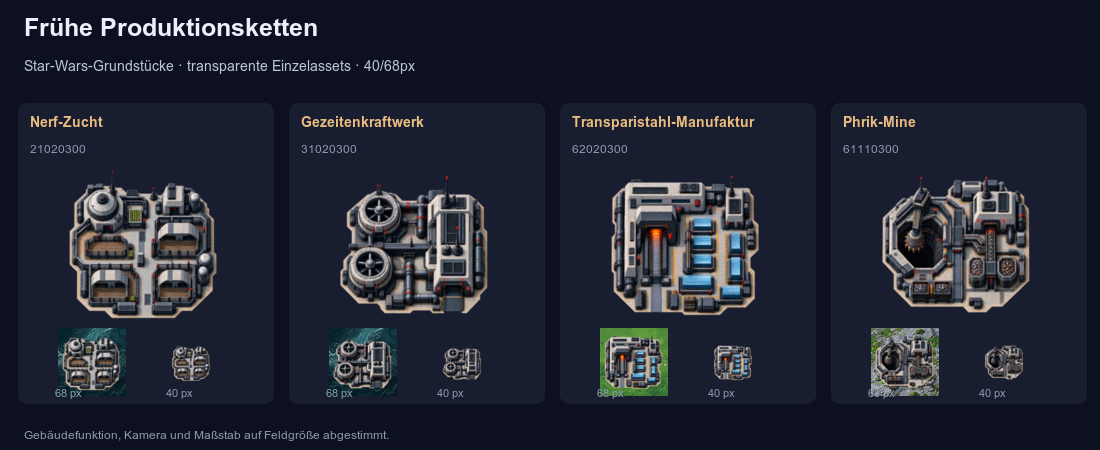 Frühe Produktionsketten
Star-Wars-Grundstücke · transparente Einzelassets · 40/68px
Nerf-Zucht
21020300
68 px
40 px
Gezeitenkraftwerk
31020300
68 px
40 px
Transparistahl-Manufaktur
62020300
68 px
40 px
Phrik-Mine
61110300
68 px
40 px
Gebäudefunktion, Kamera und Maßstab auf Feldgröße abgestimmt.